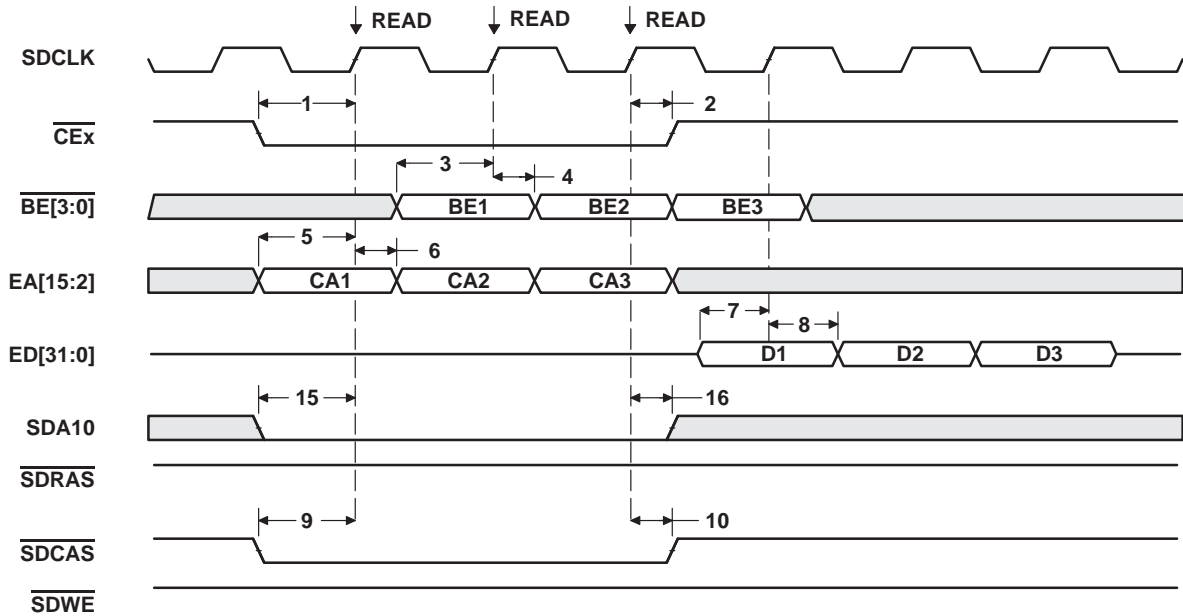 READ READ READ
SDCLK
1 2
CEx
3 4
BE[3:0] BE1 BE2 BE3
5 6
EA[15:2] CA1 CA2 CA3
7 8
ED[31:0] D1 D2 D3
15 16
SDA10
SDRAS
9 10
SDCAS
SDWE